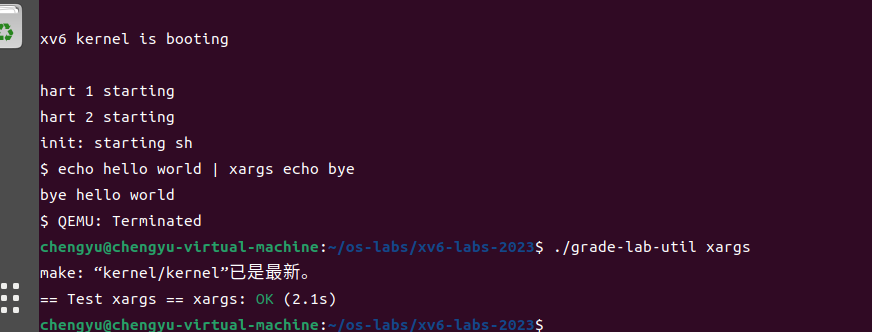 xv6 kernel is booting
hart 1 starting
hart 2 starting
init: starting sh
$ echo hello world | xargs echo bye
bye hello world
$ QEMU: Terminated
chengyu@chengyu-virtual-machine:~/os-labs/xv6-labs-2023$ ./grade-lab-util xargs
make: “kernel/kernel”已是最新。
== Test xargs == xargs: OK (2.1s)
chengyu@chengyu-virtual-machine:~/os-labs/xv6-labs-2023$